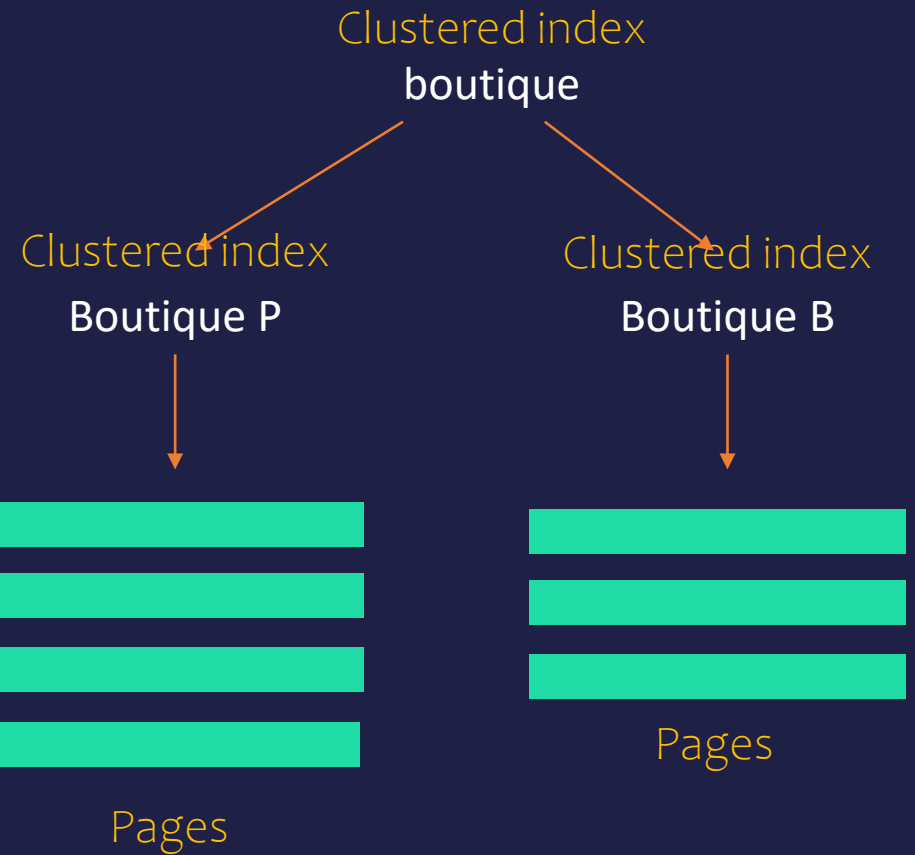 Clustered index
boutique
Clustered index
Boutique P
Clustered index
Boutique B
Pages
Pages